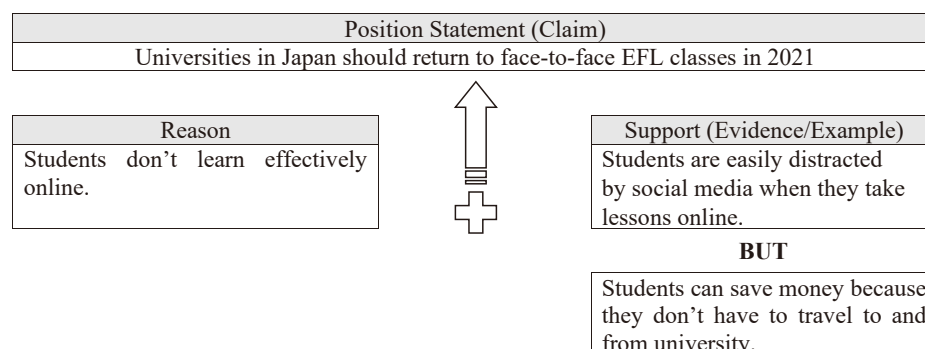 Position Statement (Claim)
Universities in Japan should return to face-to-face EFL classes in 2021
Reason
Students don't learn effectively
online.
Support (Evidence/Example)
Students are easily distracted
by social media when they take
lessons online.
BUT
Students can save money because
they don't have to travel to and
from university.